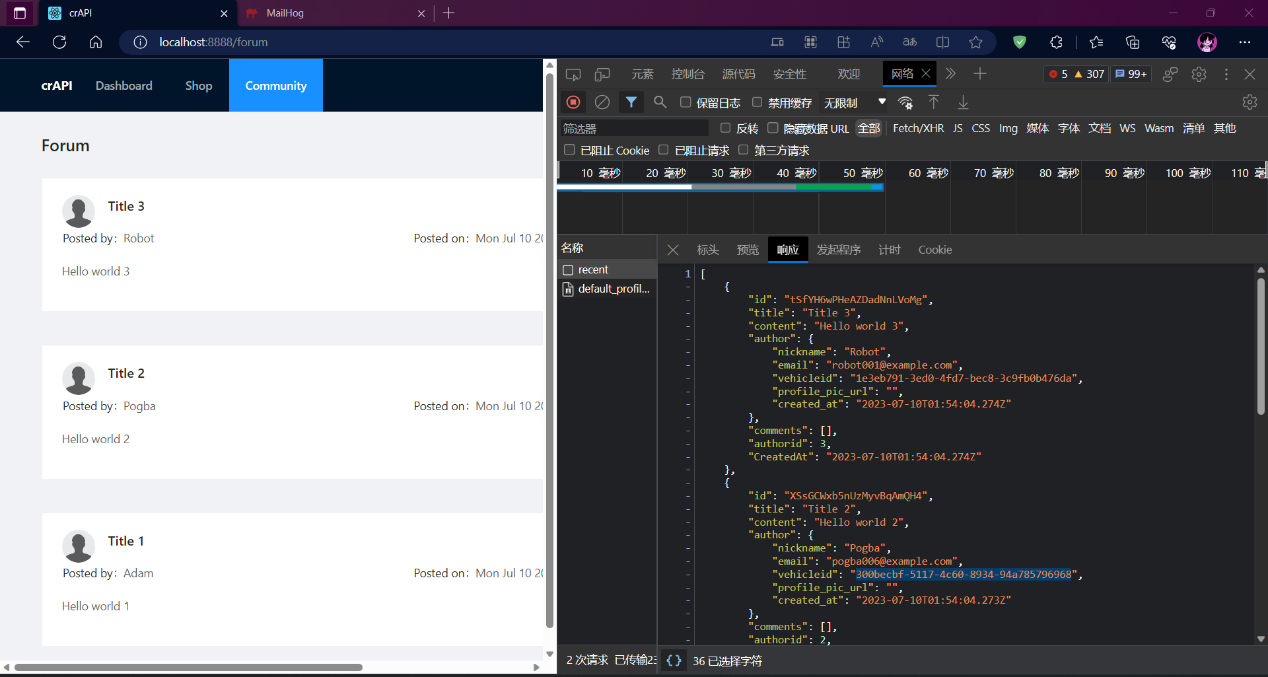 crAPI
MailHog
localhost:8888/forum
crAPI Dashboard Shop Community
Forum
Title 3
Posted by: Robot Posted on: Mon Jul 10 20
Hello world 3
Title 2
Posted by: Pogba Posted on: Mon Jul 10 20
Hello world 2
Title 1
Posted by: Adam Posted on: Mon Jul 10 20
Hello world 1
元素 控制台 源代码 安全性 欢迎 网络 5 307 99+
保留日志 禁用缓存 无限制
筛选器 反转 隐藏数据 URL 全部 Fetch/XHR JS CSS Img 媒体 字体 文档 WS Wasm 清单 其他
已阻止 Cookie 已阻止请求 第三方请求
10 毫秒 20 毫秒 30 毫秒 40 毫秒 50 毫秒 60 毫秒 70 毫秒 80 毫秒 90 毫秒 100 毫秒 110 毫
名称
recent
default_profil...
标头 预览 响应 发起程序 计时 Cookie
1 [
- {
- "id": "tSfYH6wPHeAZDadNnLVoMg",
- "title": "Title 3",
- "content": "Hello world 3",
- "author": {
- "nickname": "Robot",
- "email": "robot001@example.com",
- "vehicleid": "1e3eb791-3ed0-4fd7-bec8-3c9fb0b476da",
- "profile_pic_url": "",
- "created_at": "2023-07-10T01:54:04.274Z"
- },
- "comments": [],
- "authorid": 3,
- "CreatedAt": "2023-07-10T01:54:04.274Z"
- },
- {
- "id": "XSsGCWxb5nUzMyvBqAmQH4",
- "title": "Title 2",
- "content": "Hello world 2",
- "author": {
- "nickname": "Pogba",
- "email": "pogba006@example.com",
- "vehicleid": "300becbf-5117-4c60-8934-94a785796968",
- "profile_pic_url": "",
- "created_at": "2023-07-10T01:54:04.273Z"
- },
- "comments": [],
- "authorid": 2,
2 次请求 已传输23
{ } 36 已选择字符